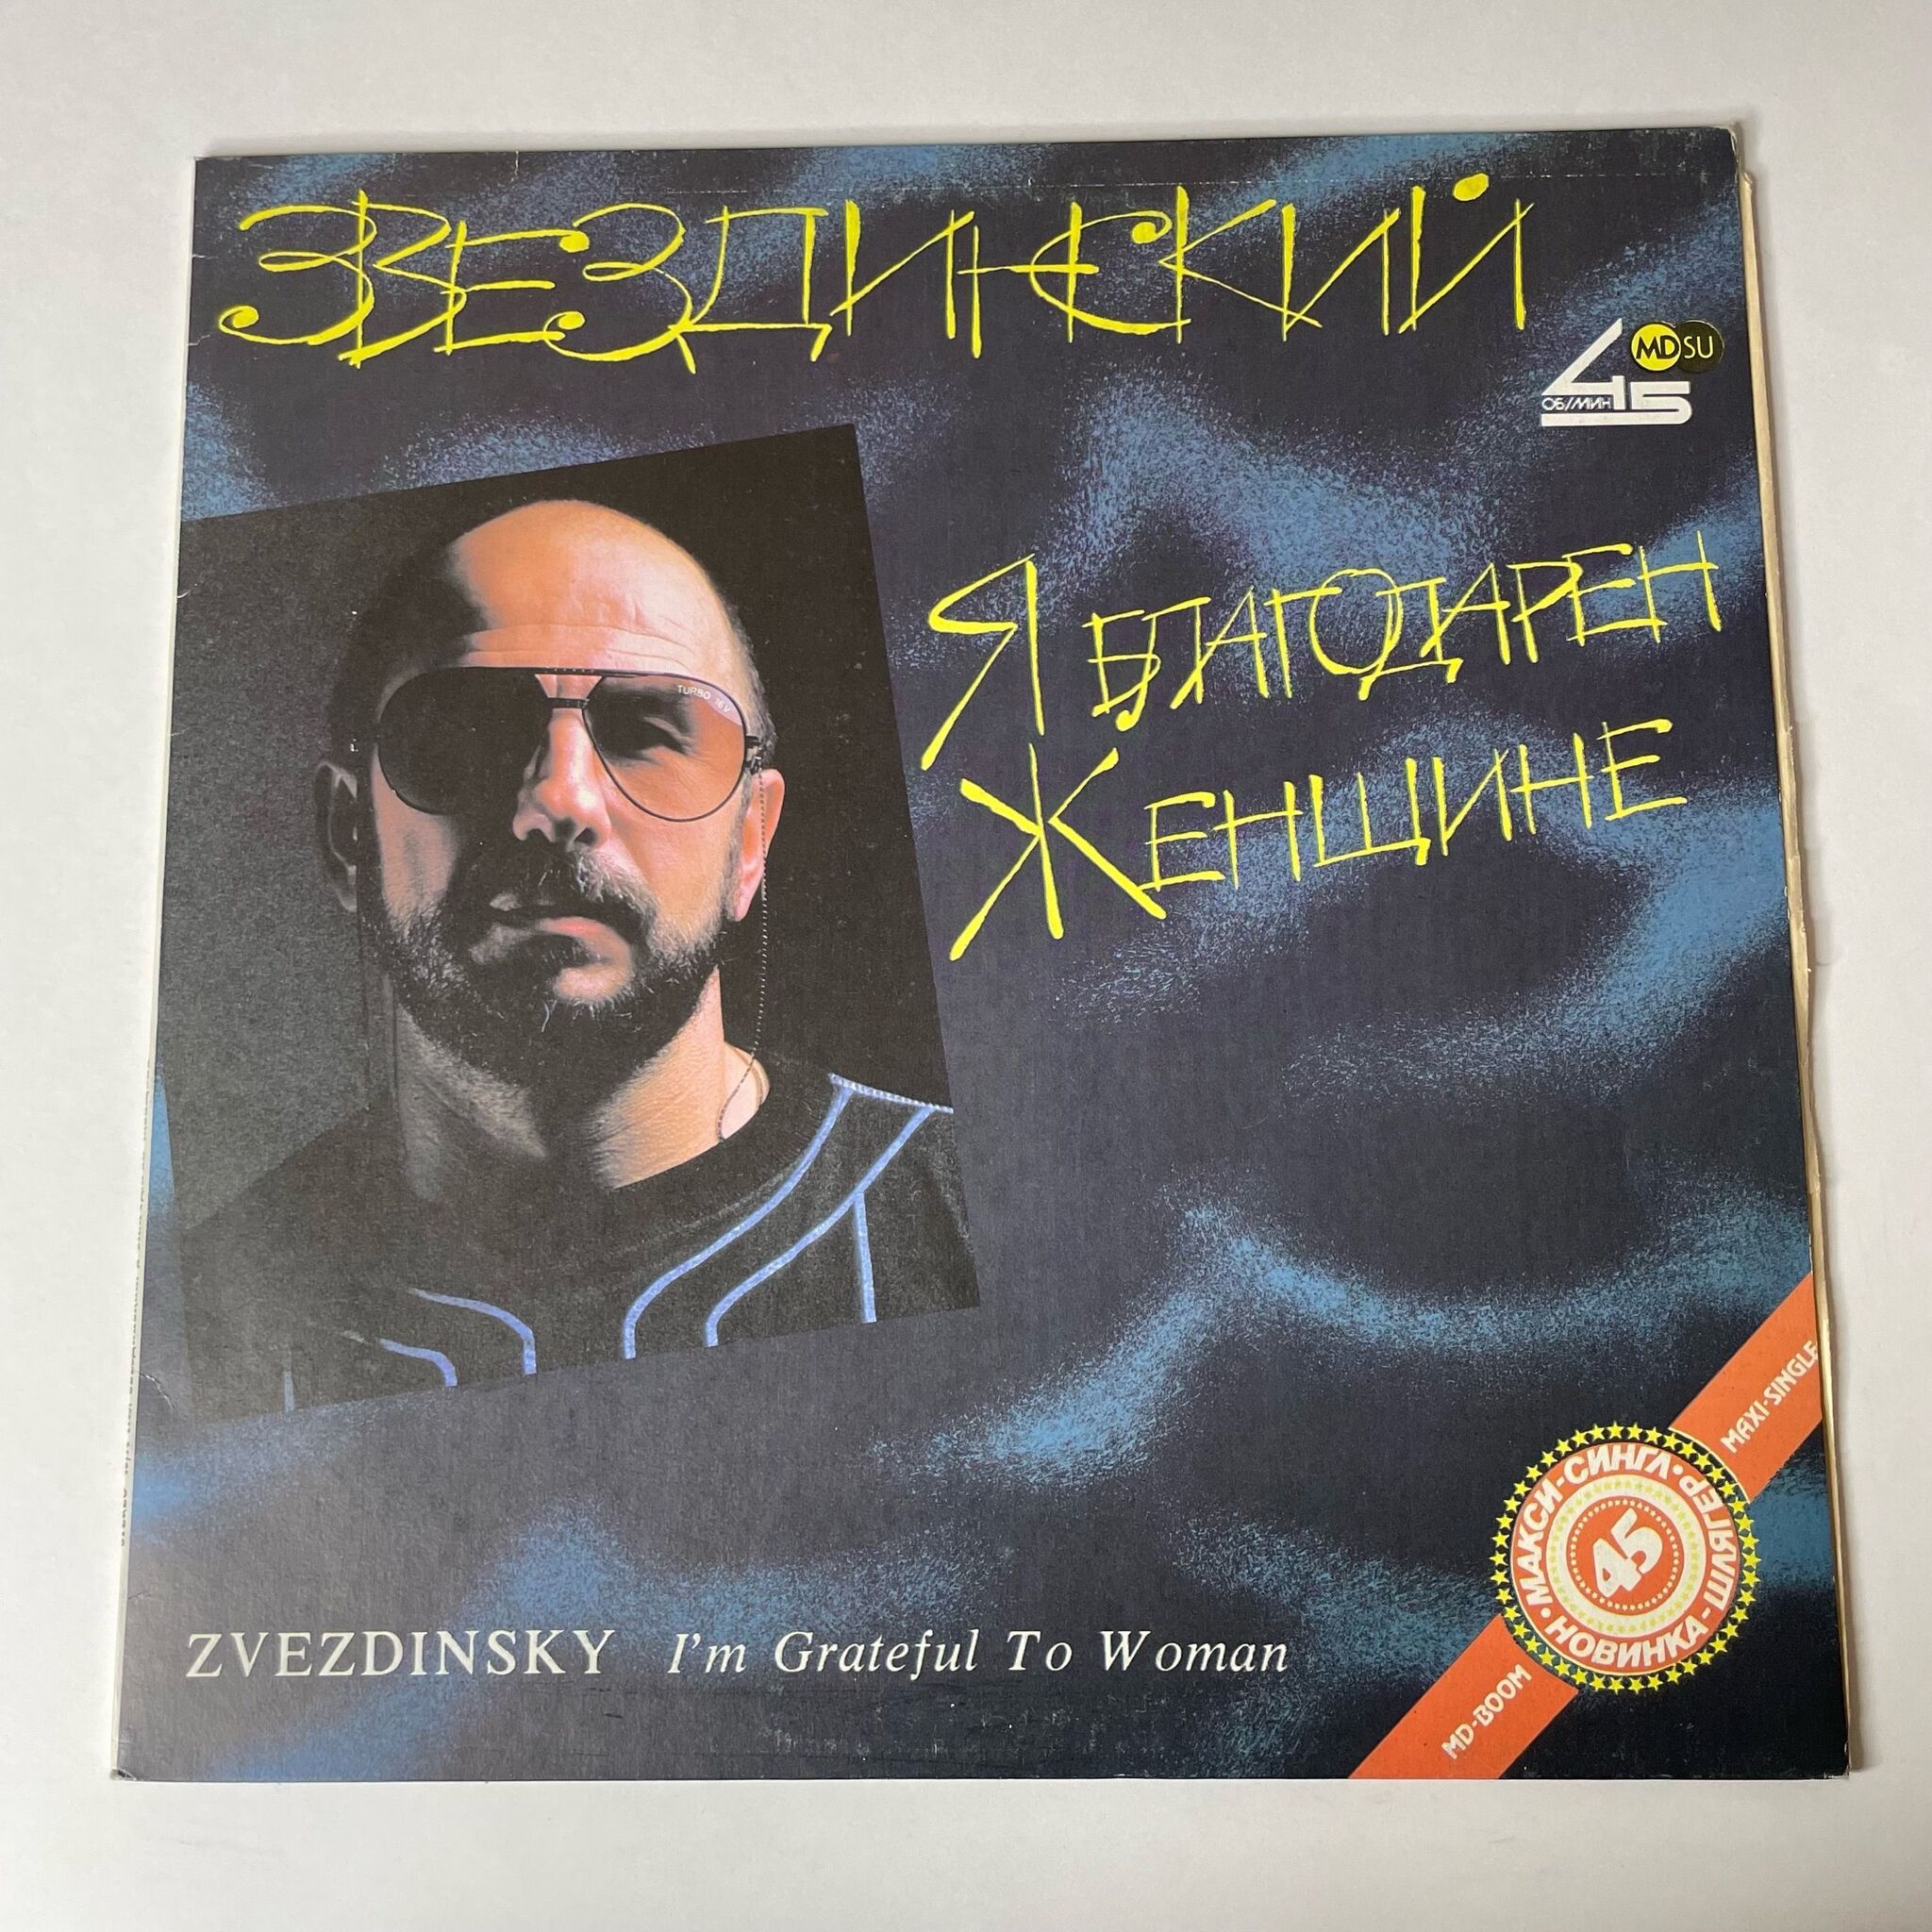 ЗВЕЗДИНСКИЙ
MD SU
45
ОБ/МИН
TURBO 16V
Я БЛАГОДАРЕН
ЖЕНЩИНЕ
MAXI-SINGLE
МАКСИ-СИНГЛ • ШЛЯГЕР
45
НОВИНКА
MD-BOOM
ZVEZDINSKY I'm Grateful To Woman